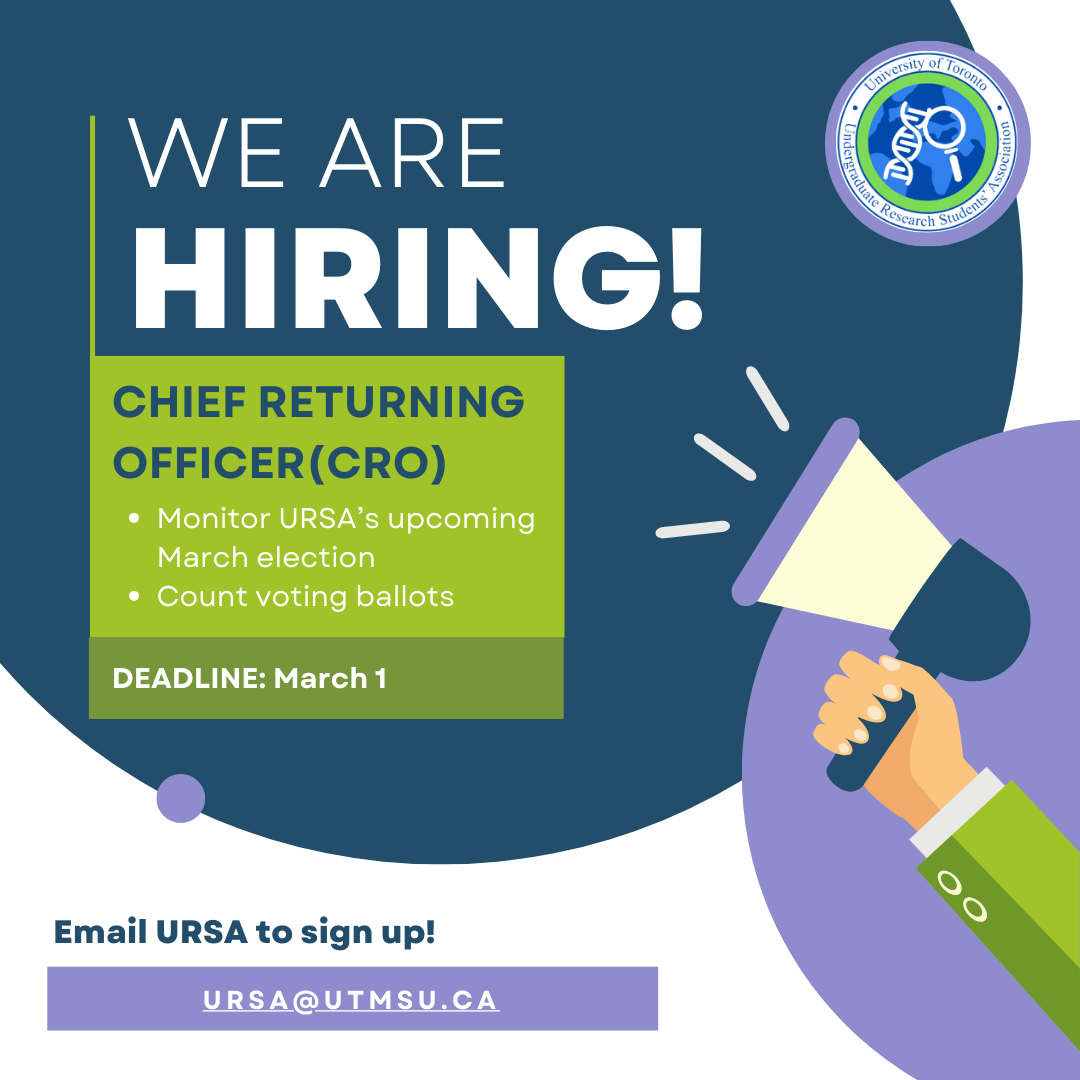 University of Toronto
Undergraduate Research Students' Association
WE ARE
HIRING!
CHIEF RETURNING
OFFICER(CRO)
• Monitor URSA's upcoming
March election
• Count voting ballots
DEADLINE: March 1
Email URSA to sign up!
URSA@UTMSU.CA